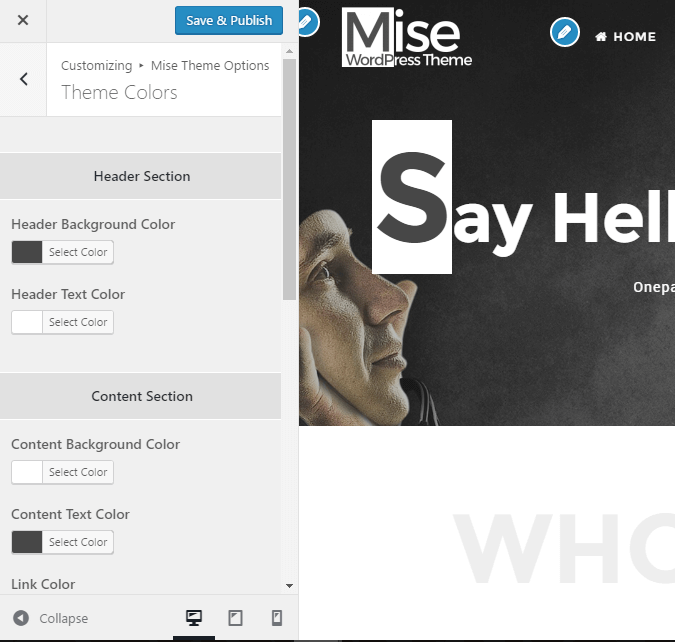 Save & Publish
Customizing ▸ Mise Theme Options
Theme Colors
Header Section
Header Background Color
Select Color
Header Text Color
Select Color
Content Section
Content Background Color
Select Color
Content Text Color
Select Color
Link Color
Collapse
Mise
WordPress Theme
HOME
Say Hell
Onepa
WHO